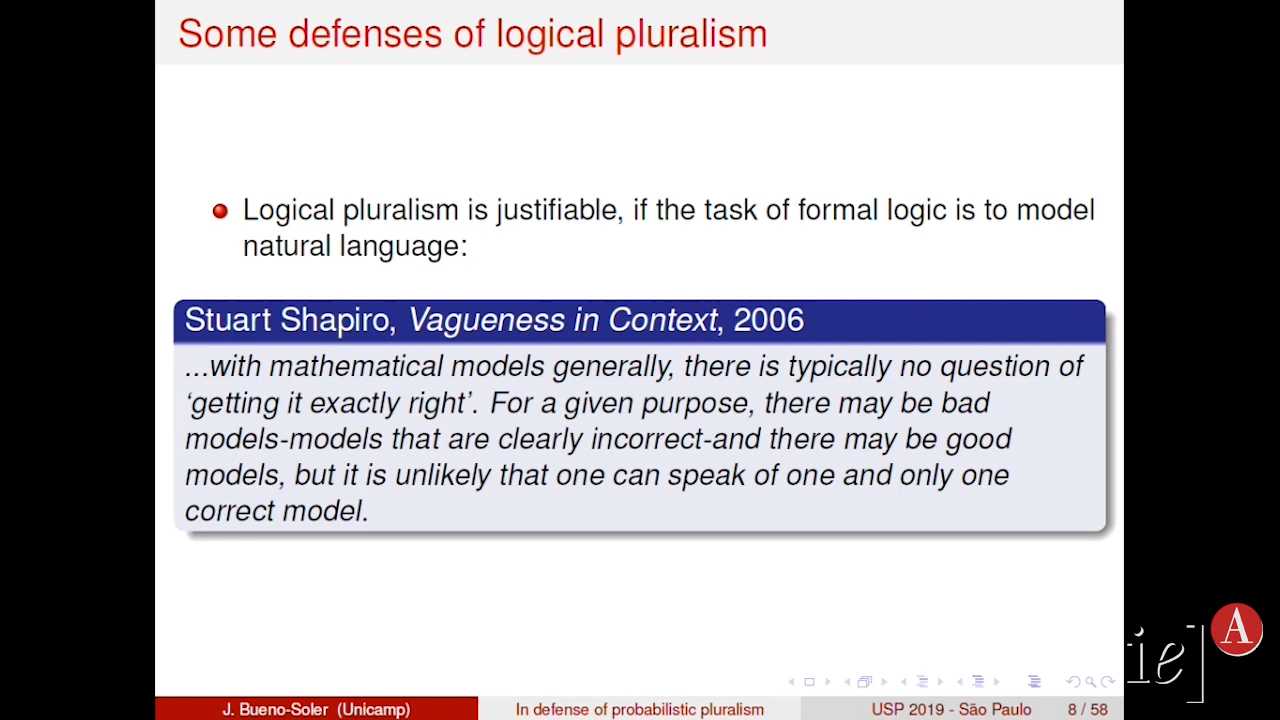 Some defenses of logical pluralism
Logical pluralism is justifiable, if the task of formal logic is to model
natural language:
Stuart Shapiro, Vagueness in Context, 2006
...with mathematical models generally, there is typically no question of
‘getting it exactly right’. For a given purpose, there may be bad
models-models that are clearly incorrect-and there may be good
models, but it is unlikely that one can speak of one and only one
correct model.
A
ie]
J. Bueno-Soler (Unicamp)
In defense of probabilistic pluralism
USP 2019 - São Paulo
8 / 58